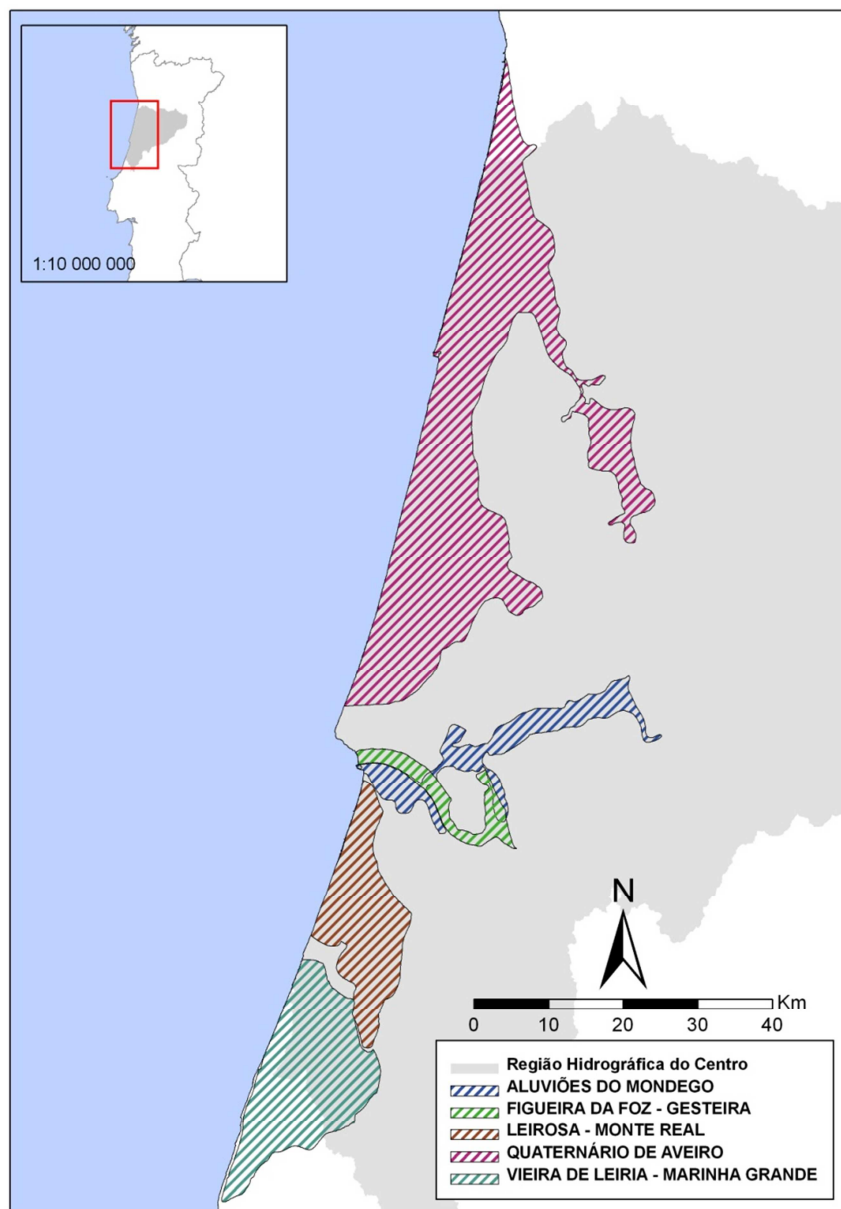 1:10 000 000
N
Km
0 10 20 30 40
Região Hidrográfica do Centro
ALUVIÕES DO MONDEGO
FIGUEIRA DA FOZ - GESTEIRA
LEIROSA - MONTE REAL
QUATERNÁRIO DE AVEIRO
VIEIRA DE LEIRIA - MARINHA GRANDE